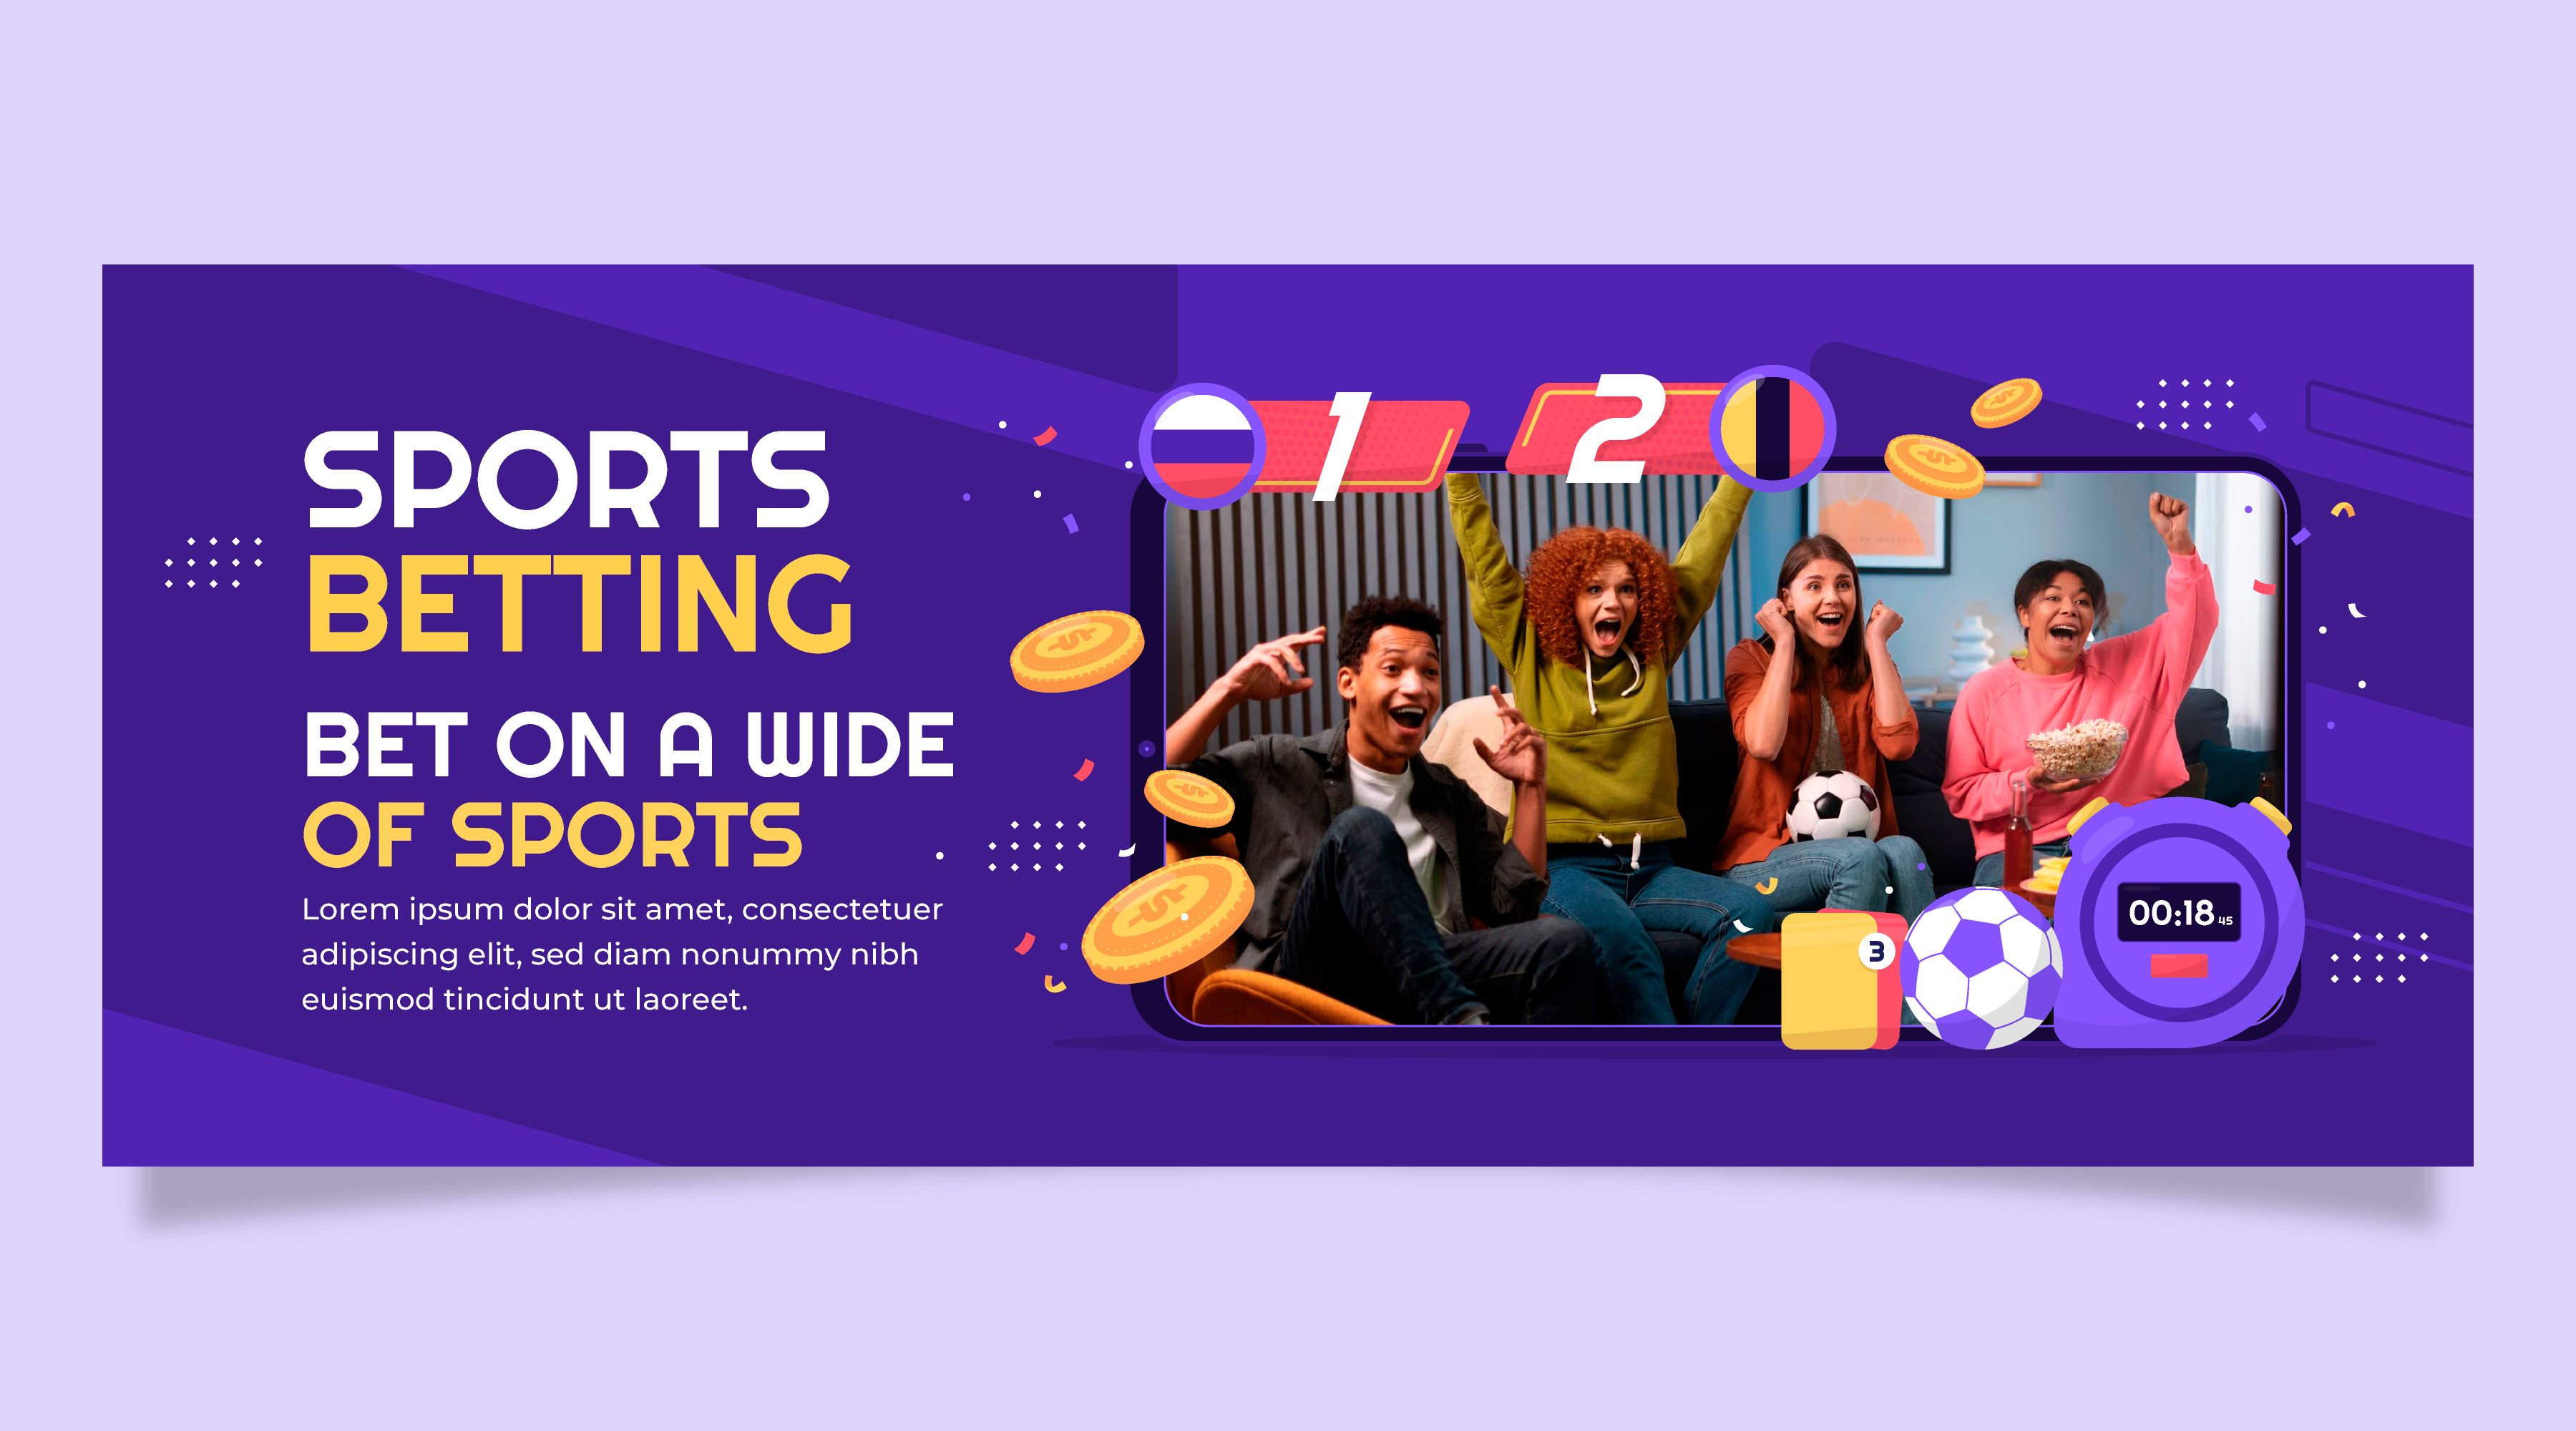 SPORTS
BETTING
BET ON A WIDE
OF SPORTS
Lorem ipsum dolor sit amet, consectetuer
adipiscing elit, sed diam nonummy nibh
euismod tincidunt ut laoreet.
1 2
3
00:18 45